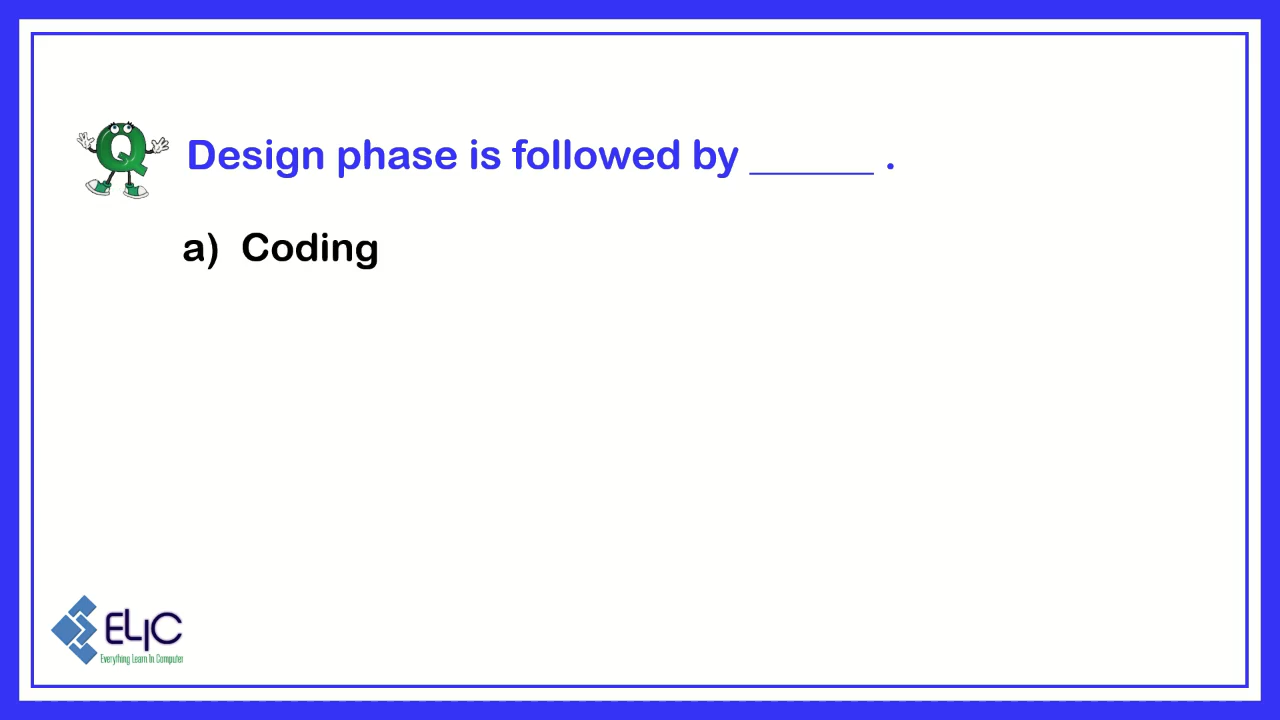 Design phase is followed by ______ .
a) Coding
ELIC
Everything Learn In Computer